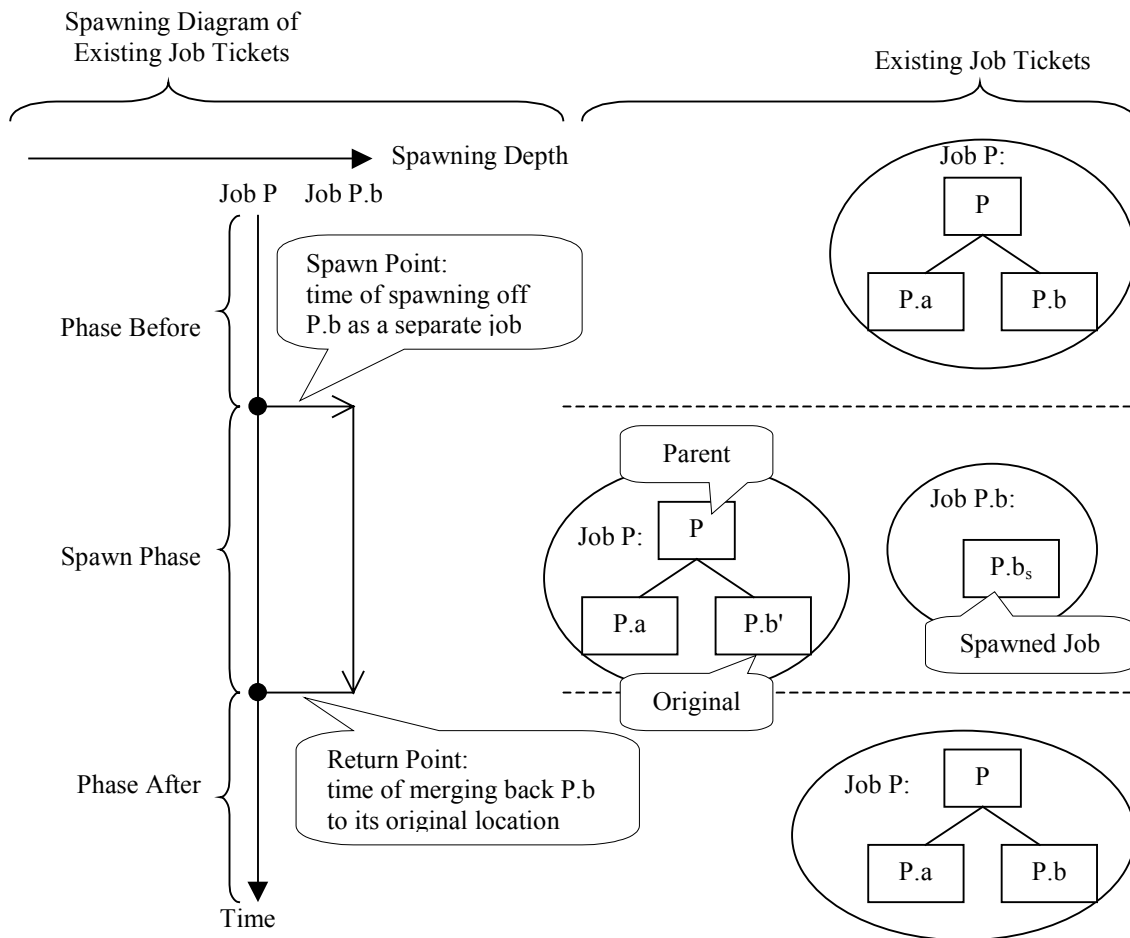 Spawning Diagram of
Existing Job Tickets
Existing Job Tickets
Spawning Depth
Job P
Job P.b
Job P:
P
P.a
P.b
Spawn Point:
time of spawning off
P.b as a separate job
Phase Before
Parent
Job P:
P
P.a
P.b'
Original
Job P.b:
P.bs
Spawned Job
Spawn Phase
Return Point:
time of merging back P.b
to its original location
Phase After
Job P:
P
P.a
P.b
Time